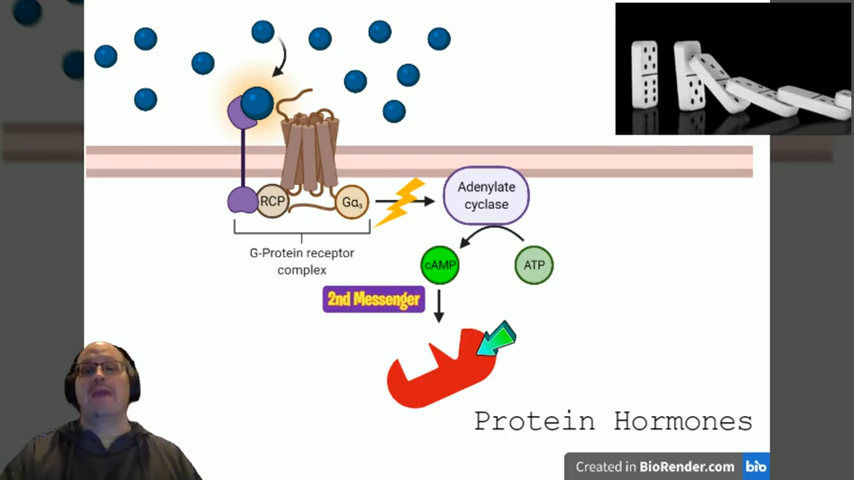 RCP
Gαs
Adenylate
cyclase
G-Protein receptor
complex
cAMP
ATP
2nd Messenger
Protein Hormones
Created in BioRender.com bio